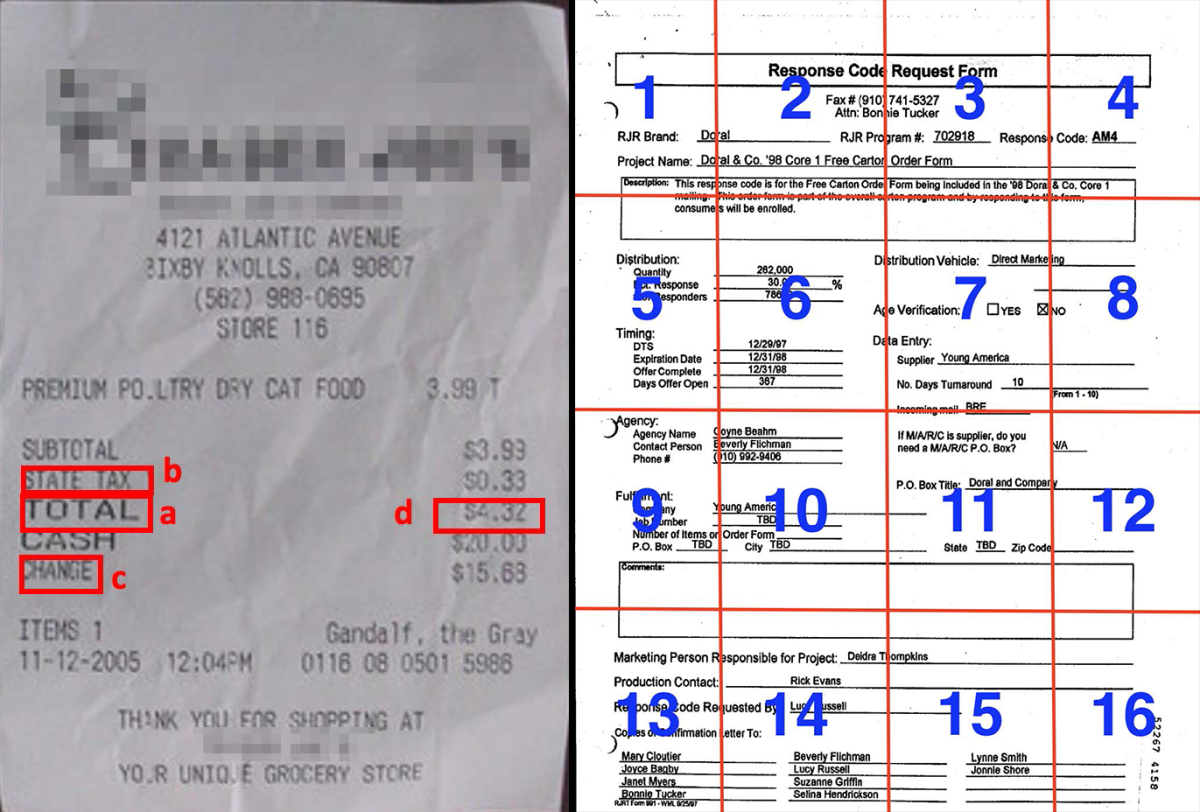 4121 ATLANTIC AVENUE
BIXBY KNOLLS, CA 90807
(562) 988-0695
STORE 116
PREMIUM POULTRY DRY CAT FOOD 3.99 T
SUBTOTAL $3.99
STATE TAX b $0.33
TOTAL a d $4.32
CASH $20.00
CHANGE c $15.68
ITEMS 1 Gandalf, the Gray
11-12-2005 12:04PM 0116 08 0501 5986
THANK YOU FOR SHOPPING AT
YOUR UNIQUE GROCERY STORE
Response Code Request Form
1 2 3 4
Fax # (910) 741-5327
Attn: Bonnie Tucker
RJR Brand: Doral RJR Program #: 702918 Response Code: AM4
Project Name: Doral & Co. '98 Core 1 Free Carton Order Form
Description: This response code is for the Free Carton Order Form being included in the '98 Doral & Co. Core 1
mailing. This order form is part of the overall carton program and by responding to this form,
consumers will be enrolled.
Distribution: Distribution Vehicle: Direct Marketing
Quantity 262,000
Pct. Response 30.0 %
Responders 786
5 6 7 8
Age Verification: YES NO
Timing: Data Entry:
DTS 12/29/97
Expiration Date 12/31/98 Supplier Young America
Offer Complete 12/31/98
Days Offer Open 367 No. Days Turnaround 10
(From 1 - 10)
Incoming mail BRE
Agency:
Agency Name Coyne Beahm If M/A/R/C is supplier, do you
Contact Person Beverly Flichman need a M/A/R/C P.O. Box? N/A
Phone # (910) 992-9406
P.O. Box Title: Doral and Company
Fulfillment:
Company Young America
9 10 11 12
Job Number TBD
Number of Items on Order Form
P.O. Box TBD City TBD State TBD Zip Code
Comments:
Marketing Person Responsible for Project: Deidra Thompkins
Production Contact: Rick Evans
Response Code Requested By: Lucy Russell
13 14 15 16
Copies of Confirmation Letter To:
Mary Cloutier Beverly Flichman Lynne Smith
Joyce Bagby Lucy Russell Jonnie Shore
Janet Myers Suzanne Griffin
Bonnie Tucker Selina Hendrickson
RJRT Form 991 - WML 9/25/97
52267 4158